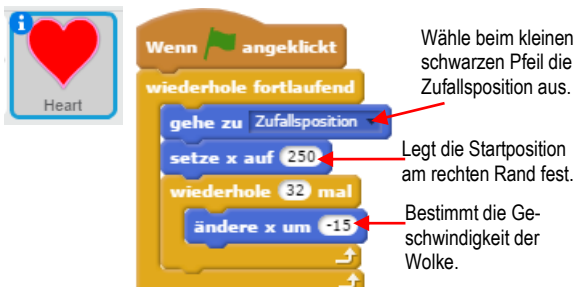 i
Heart
Wenn angeklickt
wiederhole fortlaufend
gehe zu Zufallsposition
setze x auf 250
wiederhole 32 mal
ändere x um -15
Wähle beim kleinen
schwarzen Pfeil die
Zufallsposition aus.
Legt die Startposition
am rechten Rand fest.
Bestimmt die Ge-
schwindigkeit der
Wolke.